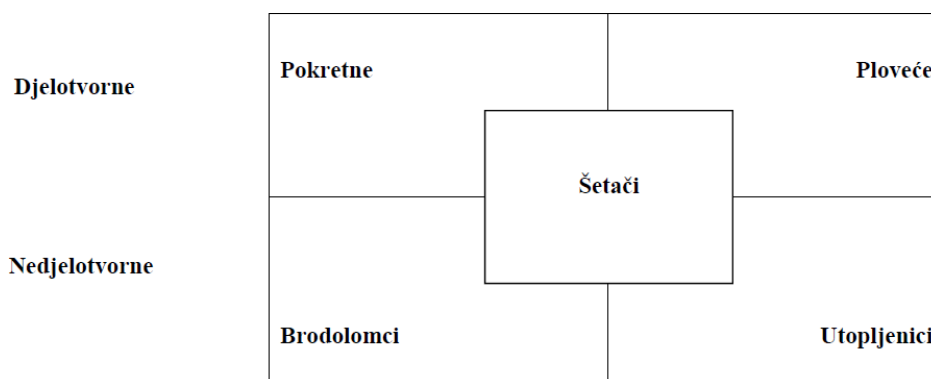 Djelotvorne
Pokretne
Ploveće
Šetači
Nedjelotvorne
Brodolomci
Utopljenici